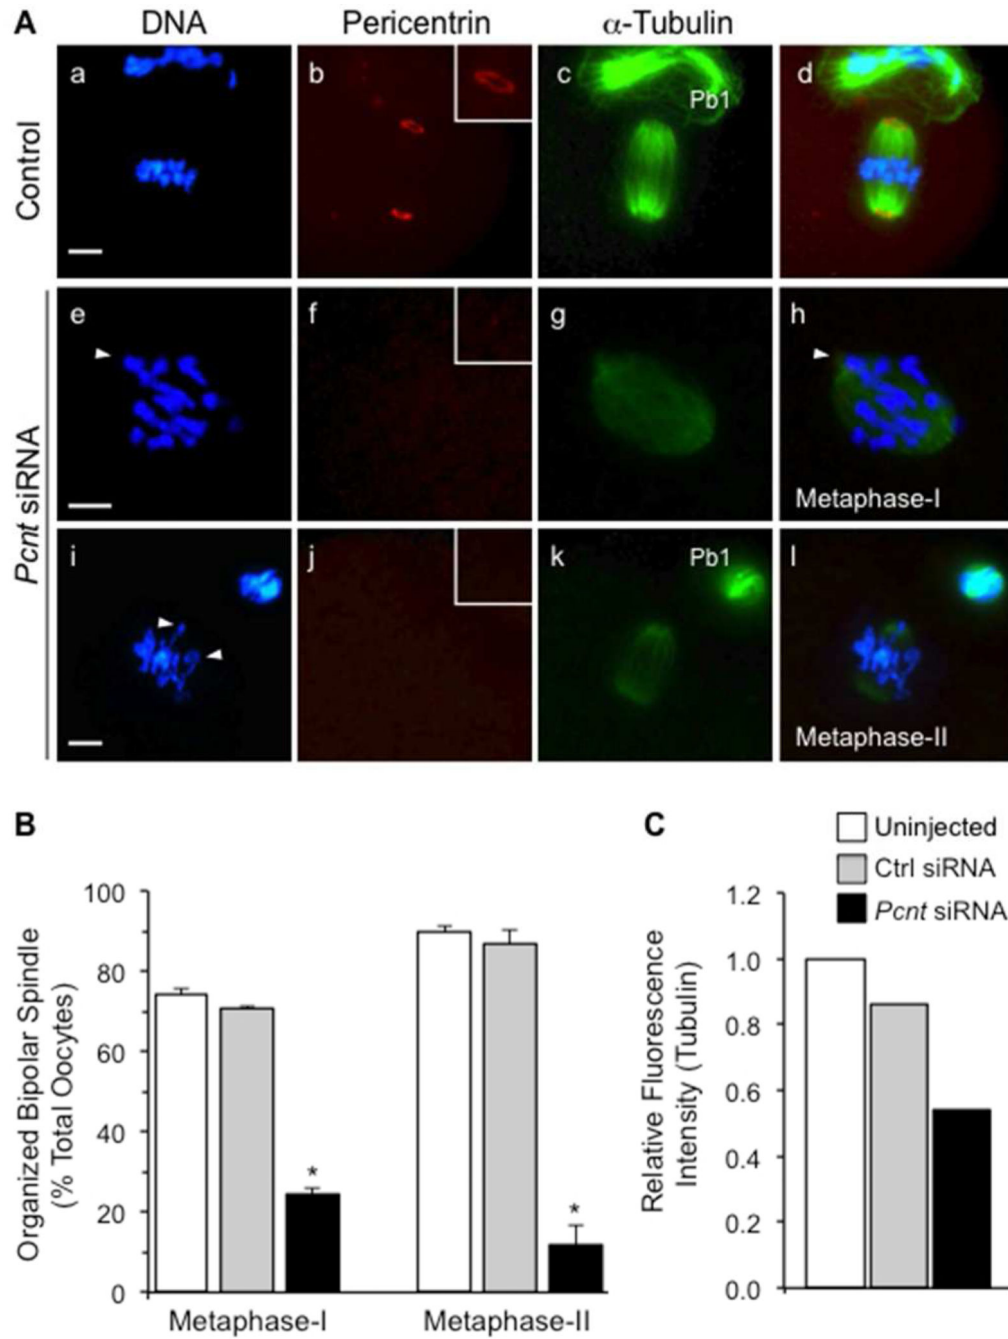 A
DNA
Pericentrin
α-Tubulin
Control
a
b
c
Pb1
d
Pcnt siRNA
e
f
g
h
Metaphase-I
i
j
k
Pb1
l
Metaphase-II
B
Organized Bipolar Spindle
(% Total Oocytes)
100
80
60
40
20
0
*
*
Metaphase-I
Metaphase-II
C
Uninjected
Ctrl siRNA
Pcnt siRNA
Relative Fluorescence
Intensity (Tubulin)
1.2
1.0
0.8
0.6
0.4
0.2
0.0